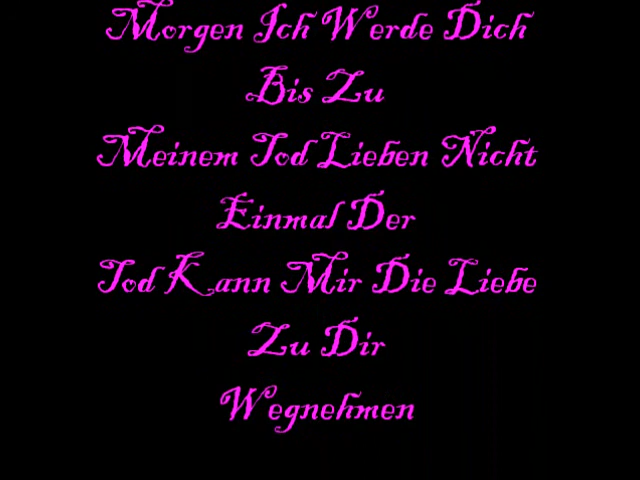 Morgen Ich Werde Dich
Bis Zu
Meinem Tod Lieben Nicht
Einmal Der
Tod Kann Mir Die Liebe
Zu Dir
Wegnehmen